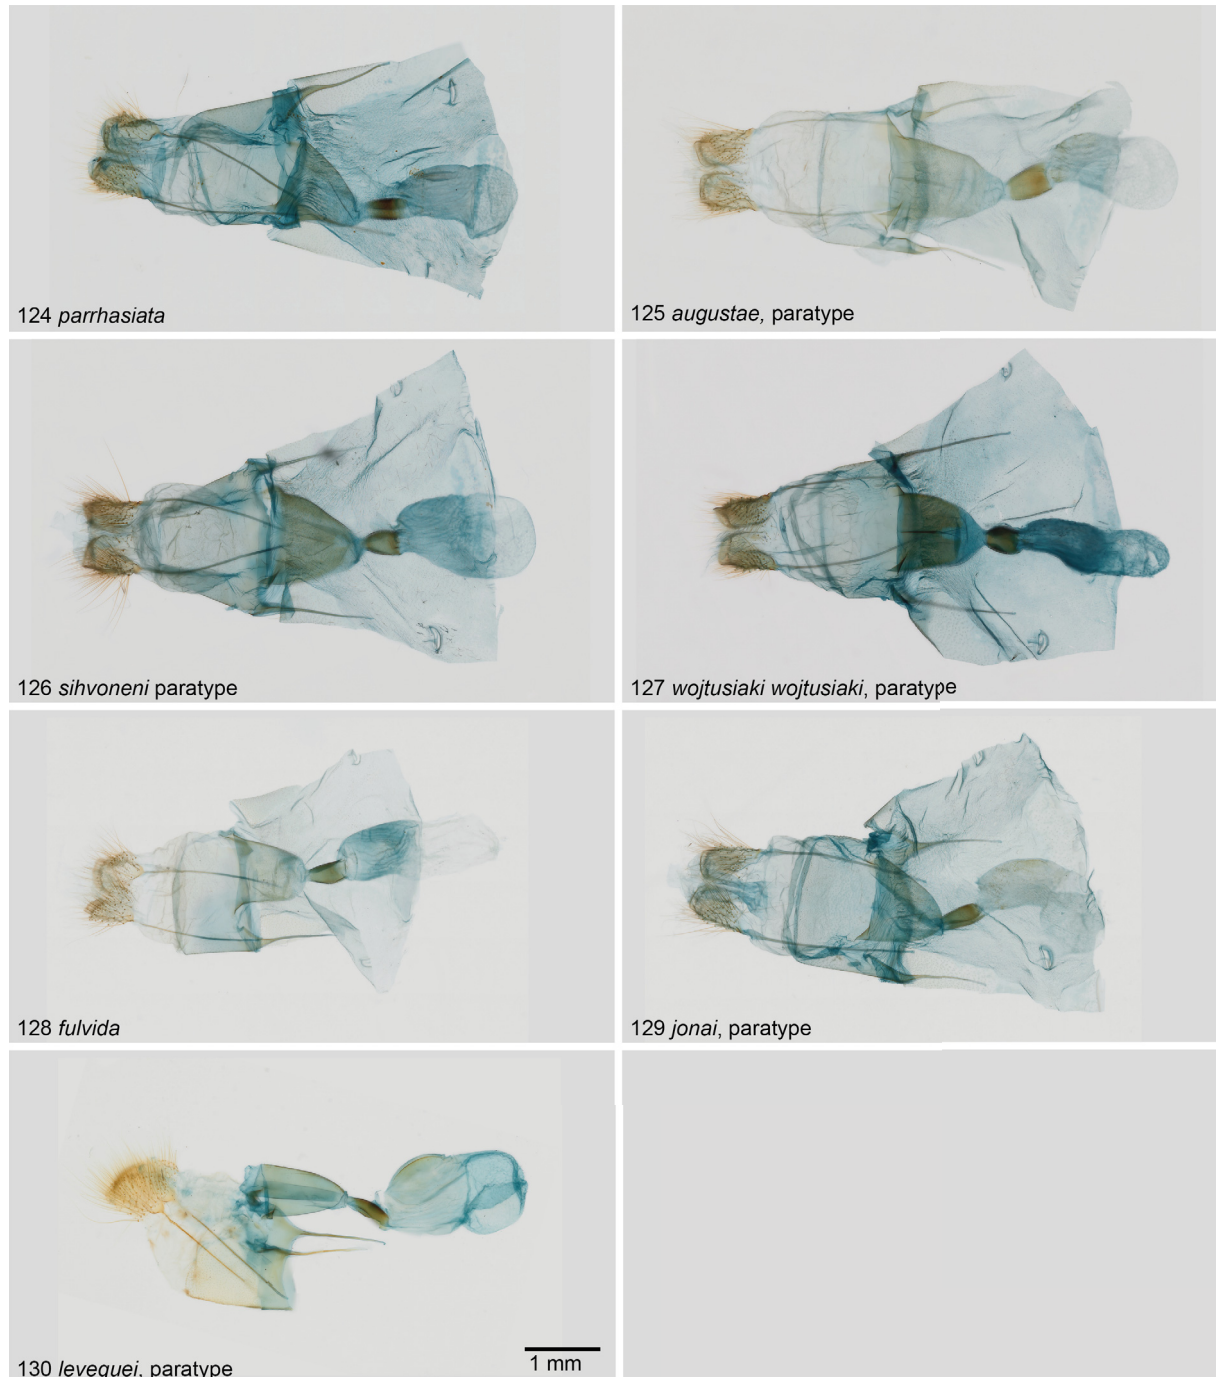 124 parrhasiata
125 augustae, paratype
126 sihvoneni paratype
127 wojtusiaki wojtusiaki, paratype
128 fulvida
129 jonai, paratype
130 levequei, paratype
1 mm